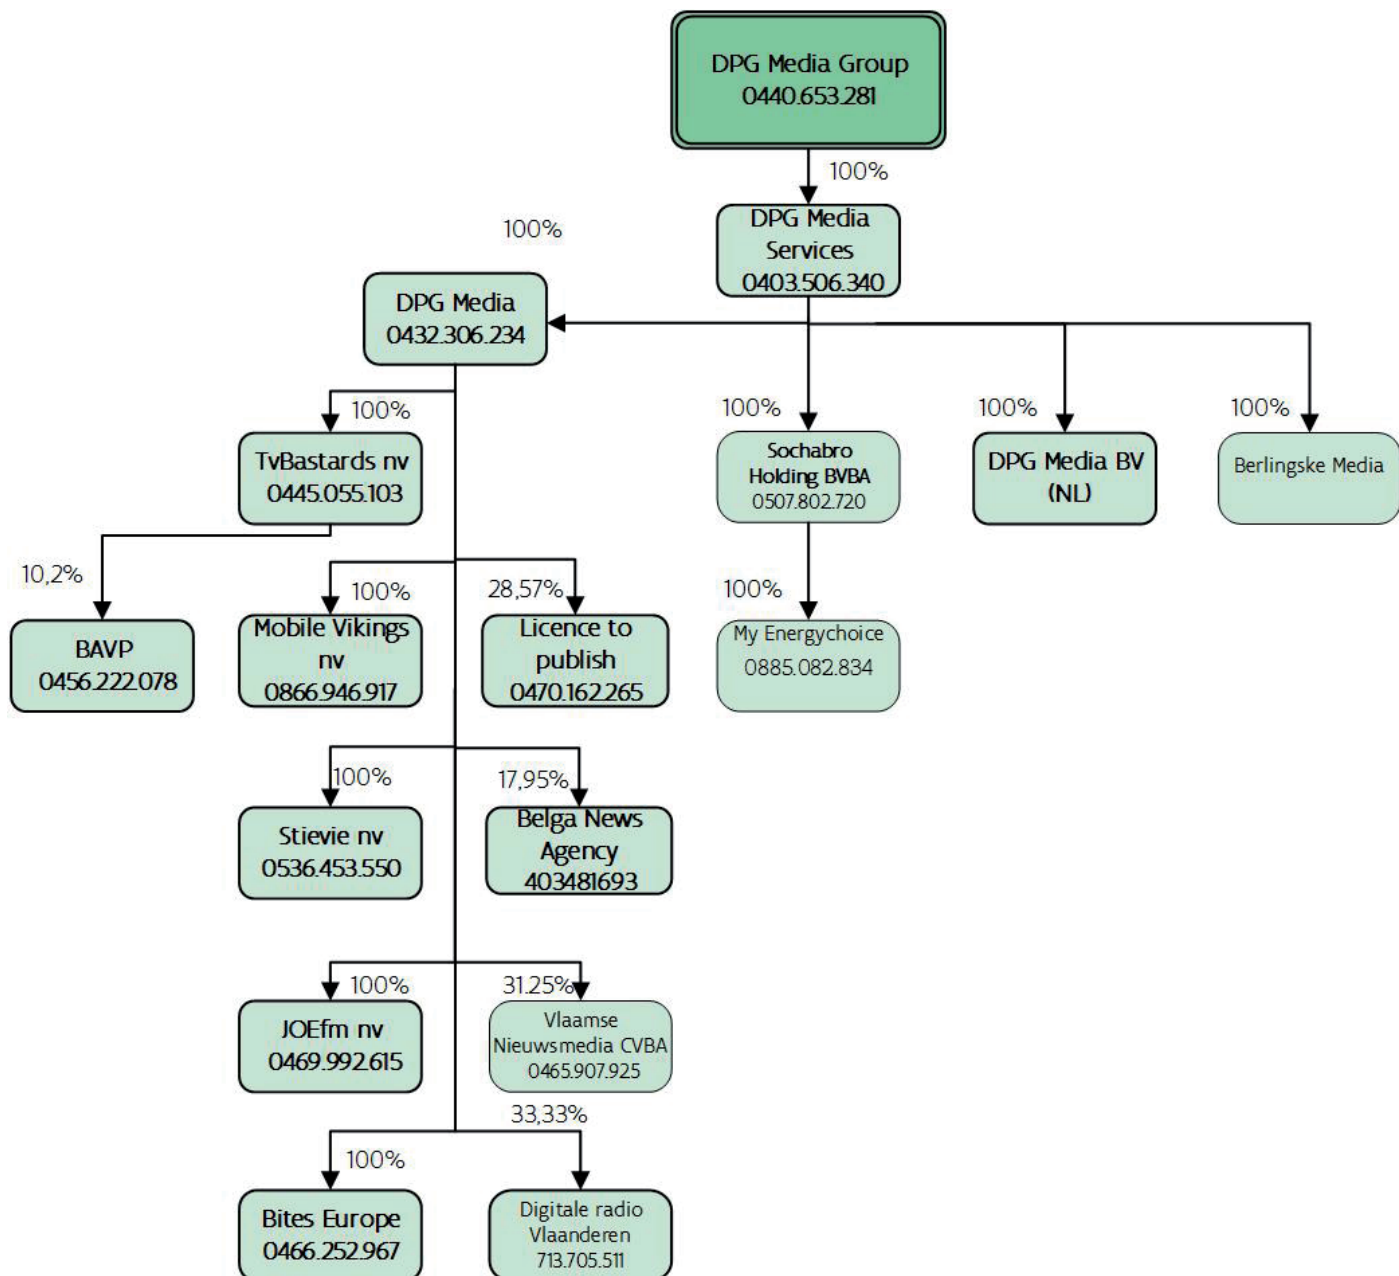 DPG Media Group
0440.653.281
100%
DPG Media
Services
0403.506.340
100%
DPG Media
0432.306.234
100%
TvBastards nv
0445.055.103
100%
Sochabro
Holding BVBA
0507.802.720
100%
DPG Media BV
(NL)
100%
Berlingske Media
10,2%
BAVP
0456.222.078
100%
Mobile Vikings
nv
0866.946.917
28,57%
Licence to
publish
0470.162.265
100%
My Energychoice
0885.082.834
100%
Stievie nv
0536.453.550
17,95%
Belga News
Agency
403481693
100%
JOEfm nv
0469.992.615
31.25%
Vlaamse
Nieuwsmedia CVBA
0465.907.925
100%
Bites Europe
0466.252.967
33,33%
Digitale radio
Vlaanderen
713.705.511